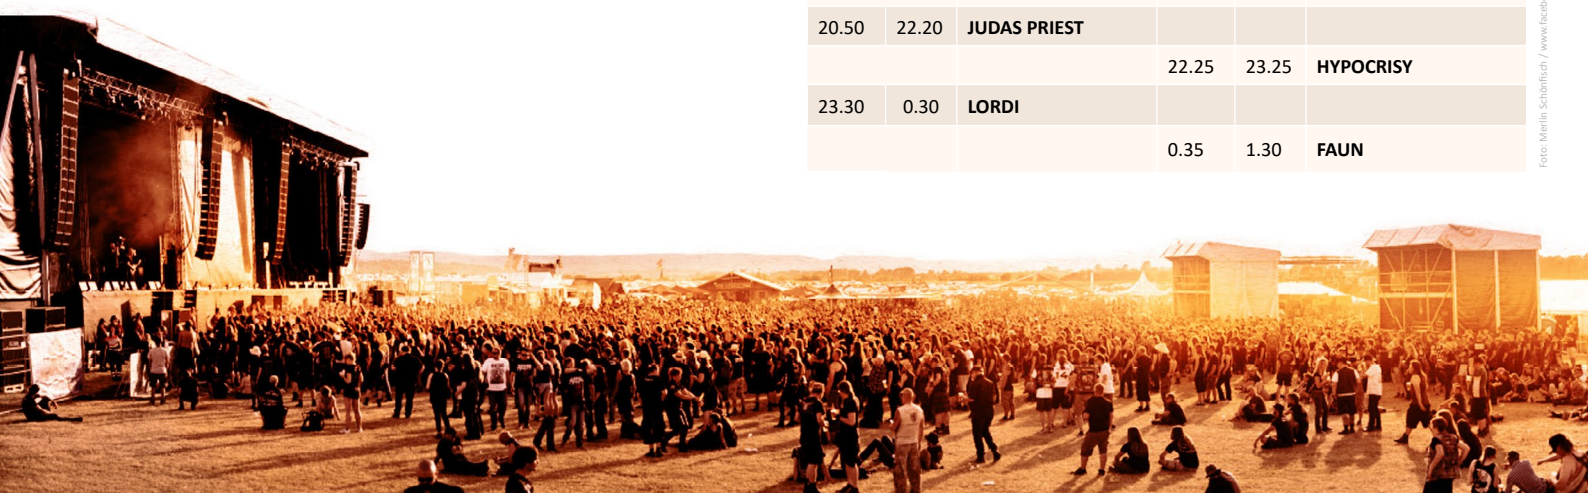 20.50 22.20 JUDAS PRIEST
22.25 23.25 HYPOCRISY
23.30 0.30 LORDI
0.35 1.30 FAUN
Foto: Merlin Schönfisch / www.faceb